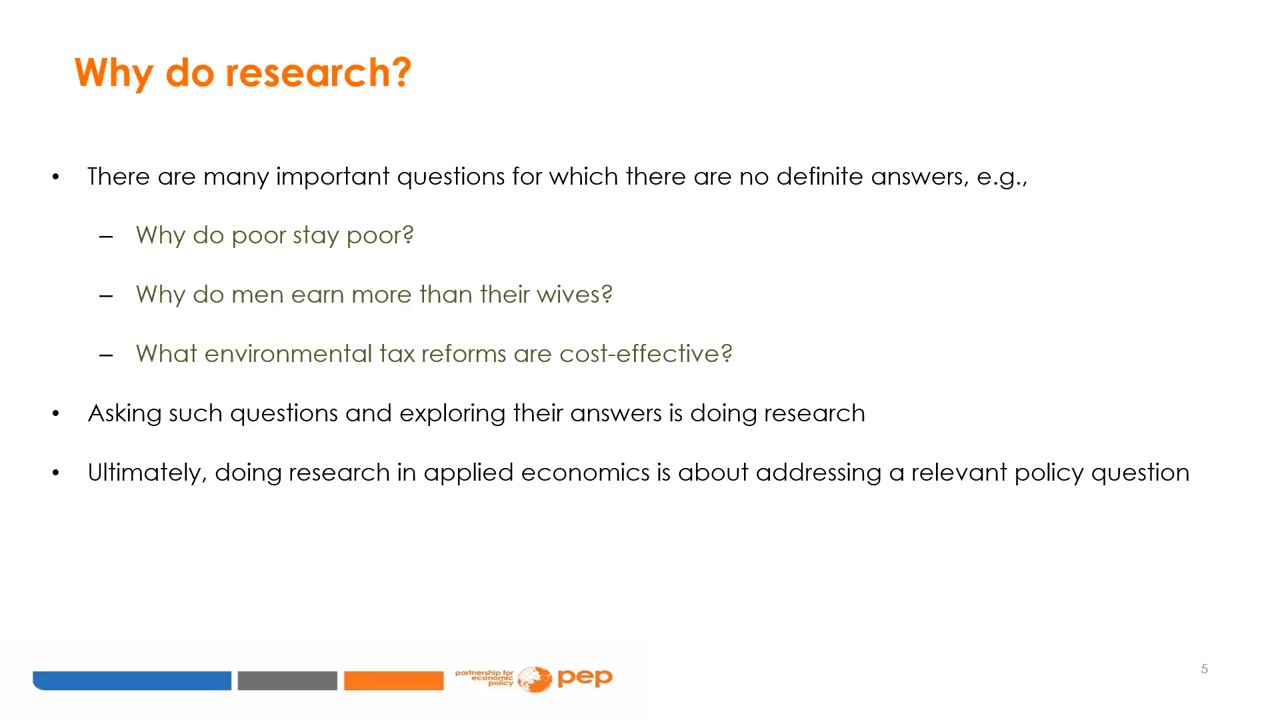 Why do research?
• There are many important questions for which there are no definite answers, e.g.,
– Why do poor stay poor?
– Why do men earn more than their wives?
– What environmental tax reforms are cost-effective?
• Asking such questions and exploring their answers is doing research
• Ultimately, doing research in applied economics is about addressing a relevant policy question
partnership for
economic
policy
pep
5